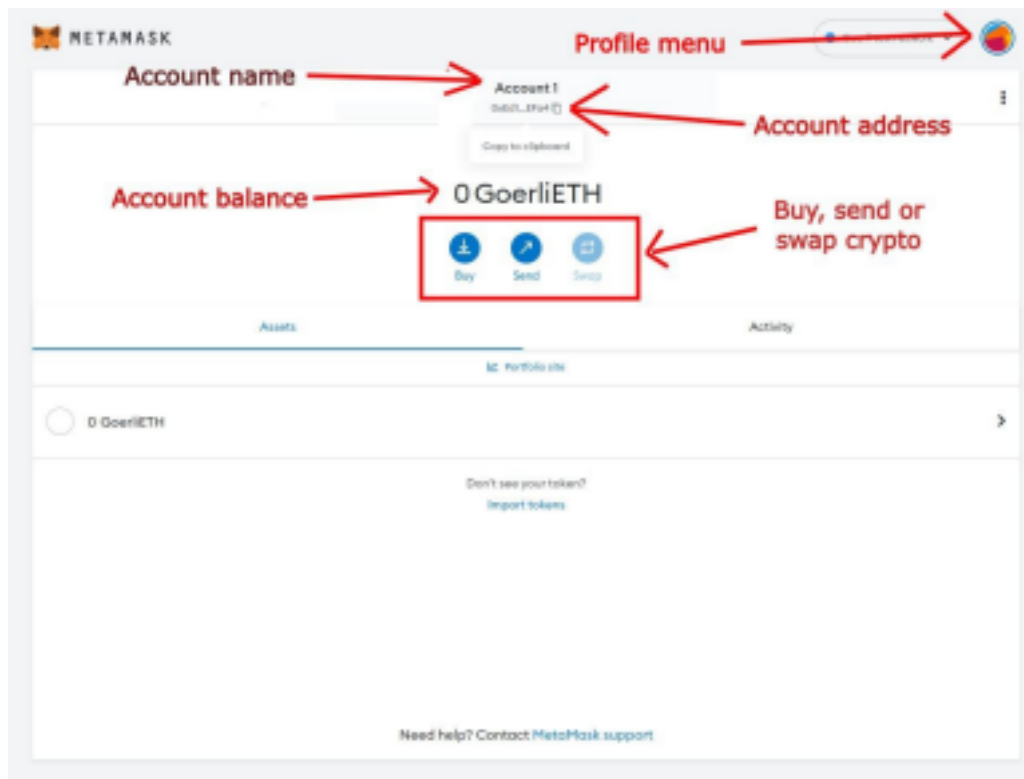 METAMASK
Profile menu
Account name
Account 1
Account address
Copy to clipboard
Account balance
0 GoerliETH
Buy, send or
swap crypto
Buy
Send
Swap
Assets
Activity
Portfolio site
0 GoerliETH
Don't see your token?
Import tokens
Need help? Contact MetaMask support